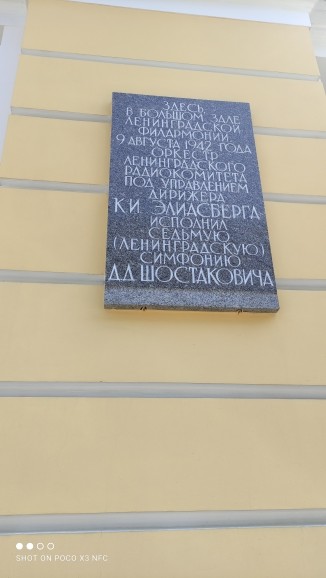 ЗДЕСЬ,
В БОЛЬШОМ ЗАЛЕ
ЛЕНИНГРАДСКОЙ
ФИЛАРМОНИИ
9 АВГУСТА 1942 ГОДА
ОРКЕСТР
ЛЕНИНГРАДСКОГО
РАДИОКОМИТЕТА
ПОД УПРАВЛЕНИЕМ
ДИРИЖЕРА
К.И. ЭЛИАСБЕРГА
ИСПОЛНИЛ
СЕДЬМУЮ
(ЛЕНИНГРАДСКУЮ)
СИМФОНИЮ
Д.Д. ШОСТАКОВИЧА
SHOT ON POCO X3 NFC